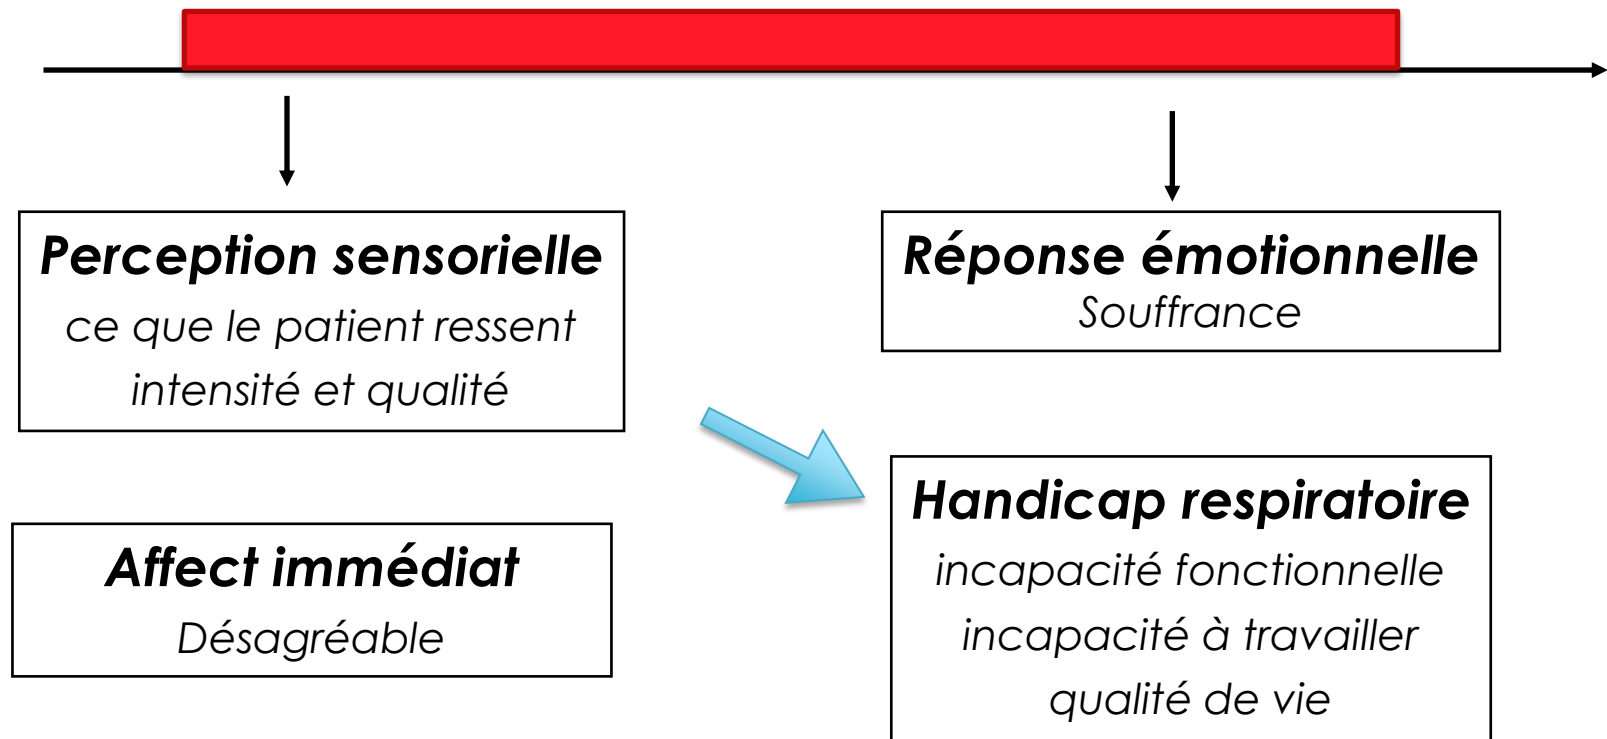 Perception sensorielle
ce que le patient ressent
intensité et qualité
Affect immédiat
Désagréable
Réponse émotionnelle
Souffrance
Handicap respiratoire
incapacité fonctionnelle
incapacité à travailler
qualité de vie